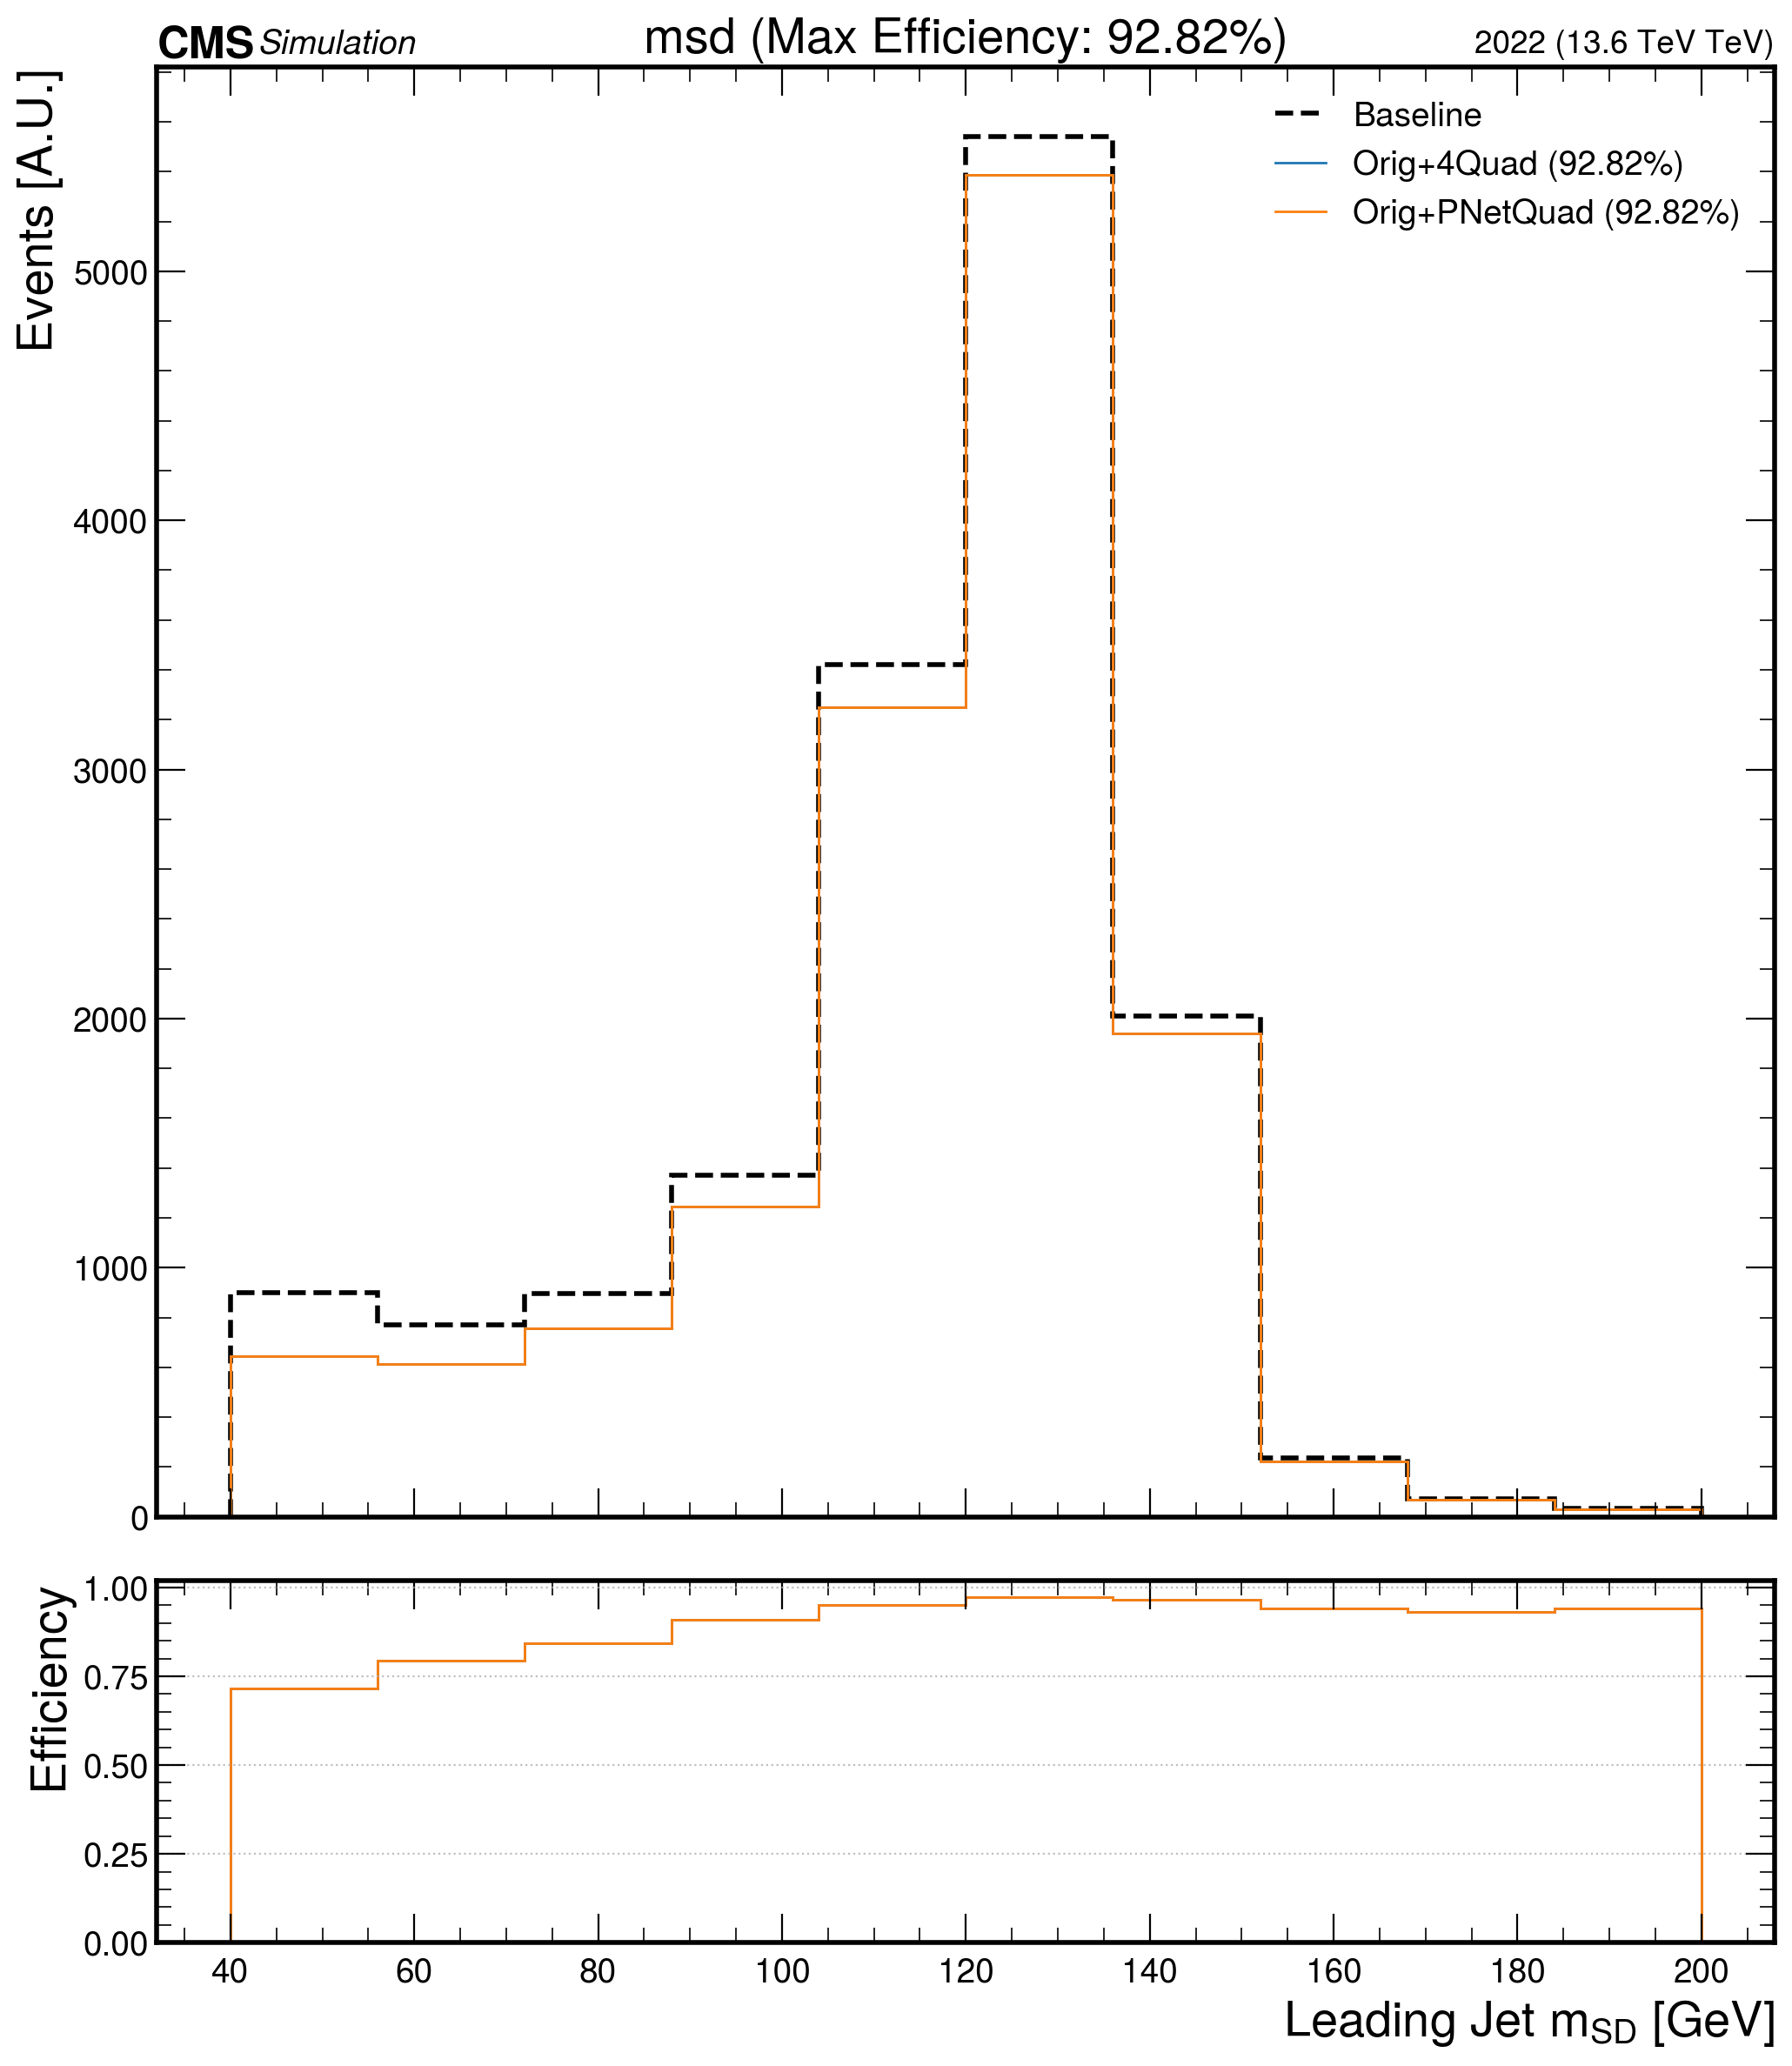 CMS Simulation msd (Max Efficiency: 92.82%) 2022 (13.6 TeV TeV)
Events [A.U.]
Baseline
Orig+4Quad (92.82%)
Orig+PNetQuad (92.82%)
5000
4000
3000
2000
1000
0
Efficiency
1.00
0.75
0.50
0.25
0.00
40 60 80 100 120 140 160 180 200
Leading Jet mSD [GeV]